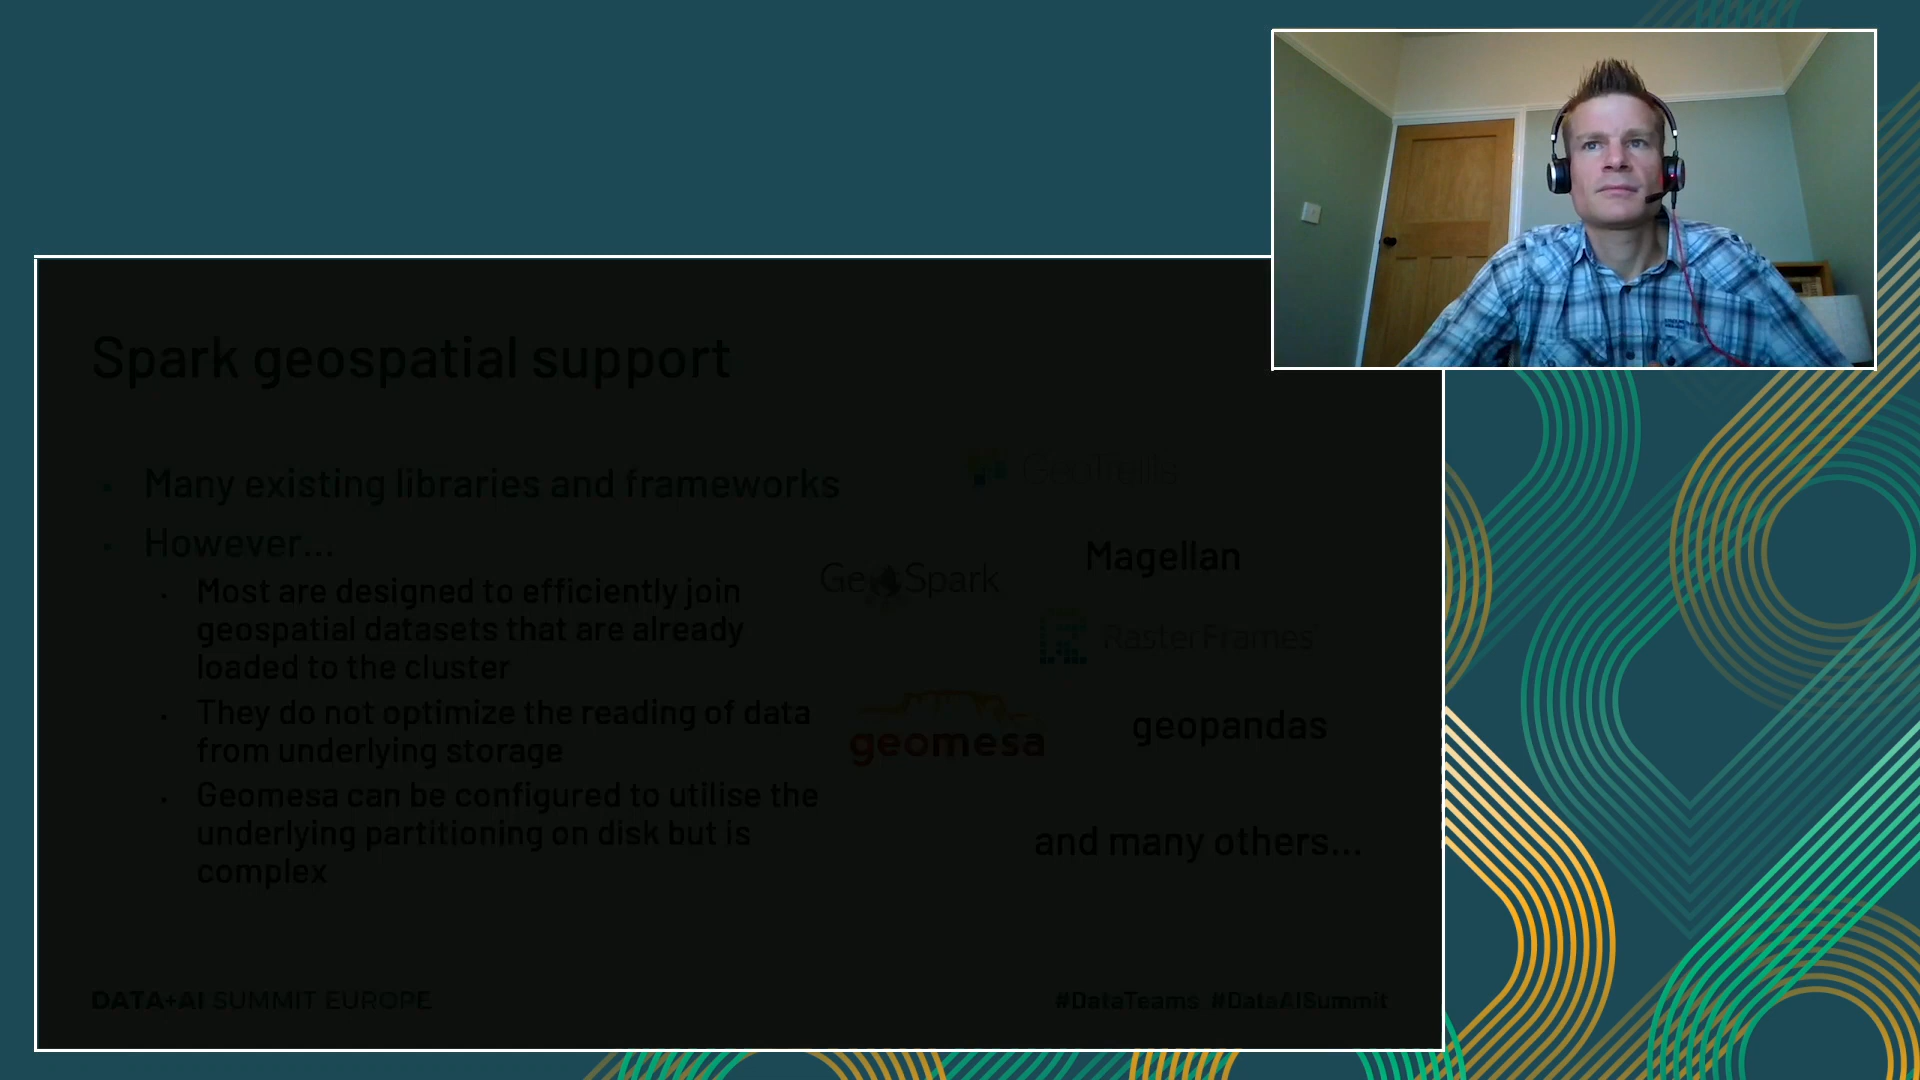 Spark geospatial support
Many existing libraries and frameworks
However...
Most are designed to efficiently join
geospatial datasets that are already
loaded to the cluster
They do not optimize the reading of data
from underlying storage
Geomesa can be configured to utilise the
underlying partitioning on disk but is
complex
GeoTrellis
Magellan
GeoSpark
RasterFrames
geomesa
geopandas
and many others...
DATA+AI SUMMIT EUROPE
#DataTeams #DataAISummit